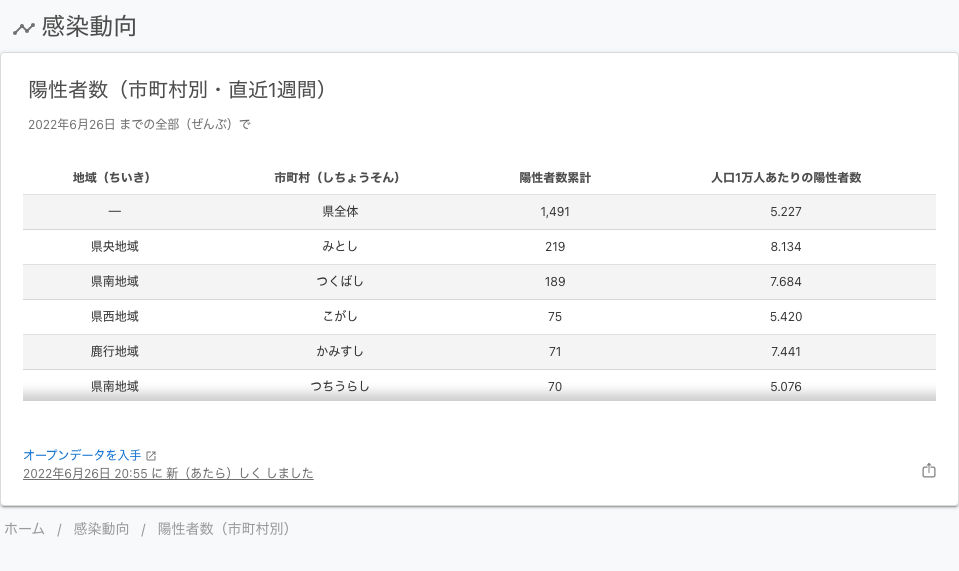 感染動向
陽性者数（市町村別・直近1週間）
2022年6月26日 までの全部（ぜんぶ）で
地域（ちいき） 市町村（しちょうそん） 陽性者数累計 人口1万人あたりの陽性者数
— 県全体 1,491 5.227
県央地域 みとし 219 8.134
県南地域 つくばし 189 7.684
県西地域 こがし 75 5.420
鹿行地域 かみすし 71 7.441
県南地域 つちうらし 70 5.076
オープンデータを入手
2022年6月26日 20:55 に 新（あたら）しく しました
ホーム / 感染動向 / 陽性者数（市町村別）